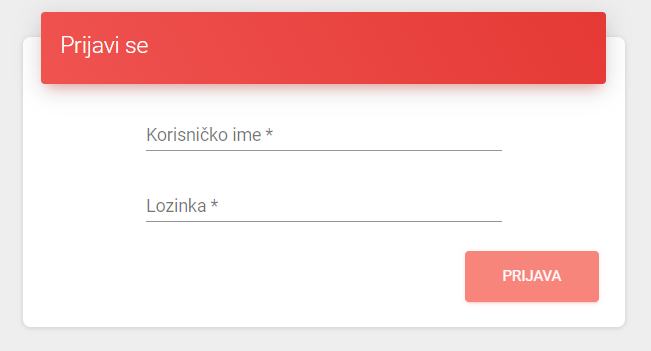 Prijavi se
Korisničko ime *
Lozinka *
PRIJAVA